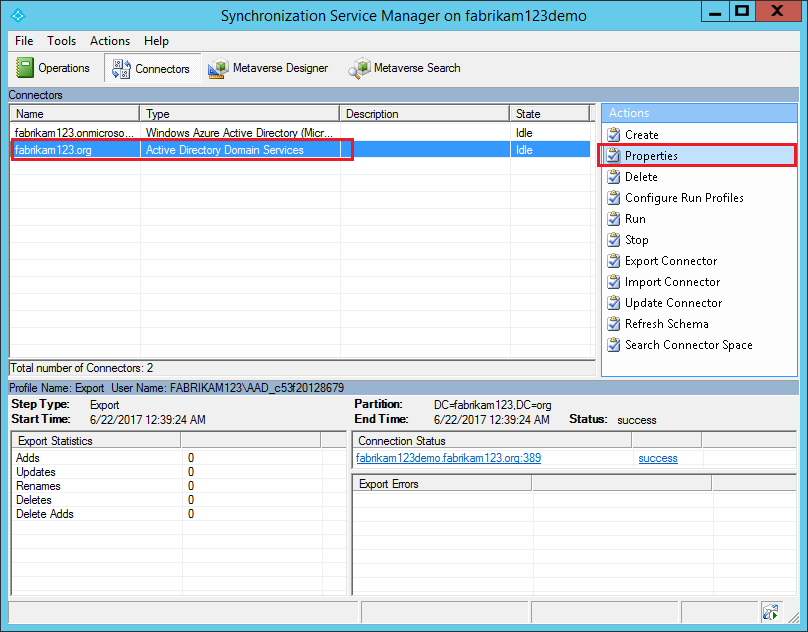 Synchronization Service Manager on fabrikam123demo
File Tools Actions Help
Operations Connectors Metaverse Designer Metaverse Search
Connectors
Name Type Description State
fabrikam123.onmicroso... Windows Azure Active Directory (Micr... Idle
fabrikam123.org Active Directory Domain Services Idle
Total number of Connectors: 2
Actions
Create
Properties
Delete
Configure Run Profiles
Run
Stop
Export Connector
Import Connector
Update Connector
Refresh Schema
Search Connector Space
Profile Name: Export User Name: FABRIKAM123\AAD_c53f20128679
Step Type: Export
Start Time: 6/22/2017 12:39:24 AM
Partition: DC=fabrikam123,DC=org
End Time: 6/22/2017 12:39:24 AM Status: success
Export Statistics
Adds 0
Updates 0
Renames 0
Deletes 0
Delete Adds 0
Connection Status
fabrikam123demo.fabrikam123.org:389 success
Export Errors